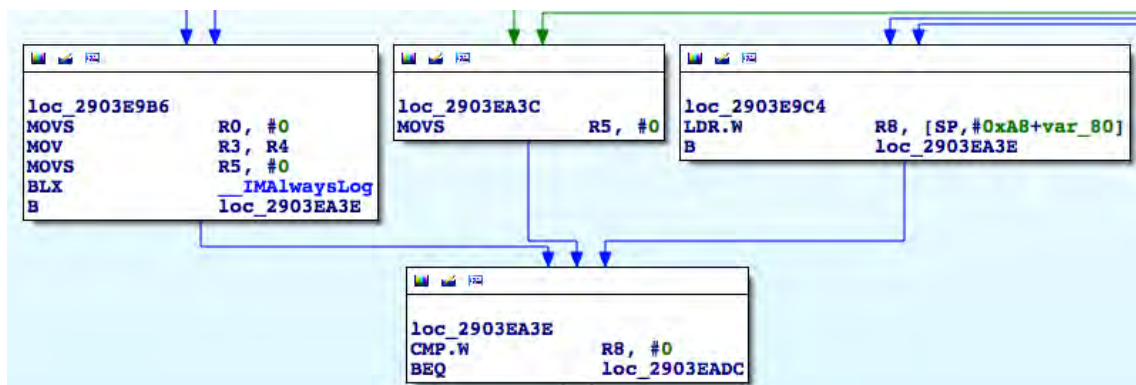 loc_2903E9B6
MOVS R0, #0
MOV R3, R4
MOVS R5, #0
BLX __IMAlwaysLog
B loc_2903EA3E
loc_2903EA3C
MOVS R5, #0
loc_2903E9C4
LDR.W R8, [SP,#0xA8+var_80]
B loc_2903EA3E
loc_2903EA3E
CMP.W R8, #0
BEQ loc_2903EADC